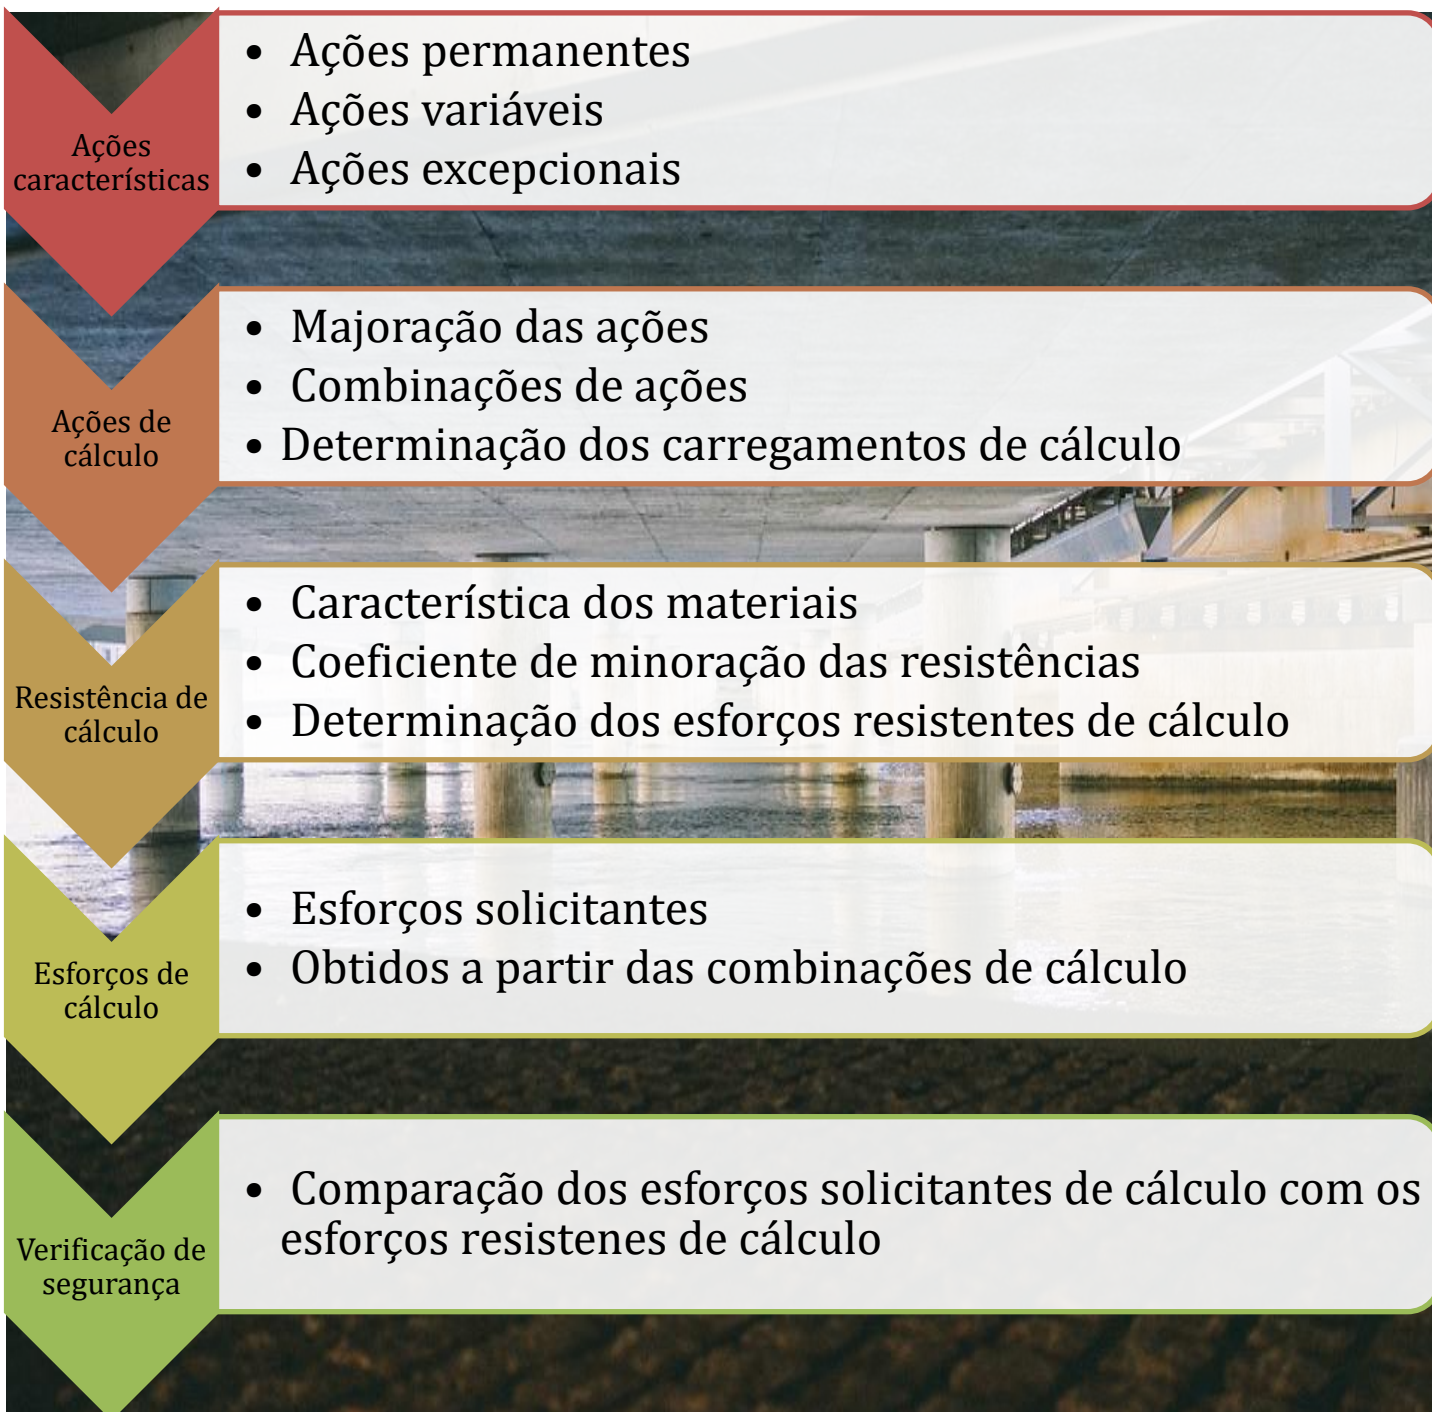 Ações
características
• Ações permanentes
• Ações variáveis
• Ações excepcionais
Ações de
cálculo
• Majoração das ações
• Combinações de ações
• Determinação dos carregamentos de cálculo
Resistência de
cálculo
• Característica dos materiais
• Coeficiente de minoração das resistências
• Determinação dos esforços resistentes de cálculo
Esforços de
cálculo
• Esforços solicitantes
• Obtidos a partir das combinações de cálculo
Verificação de
segurança
• Comparação dos esforços solicitantes de cálculo com os
esforços resistenes de cálculo